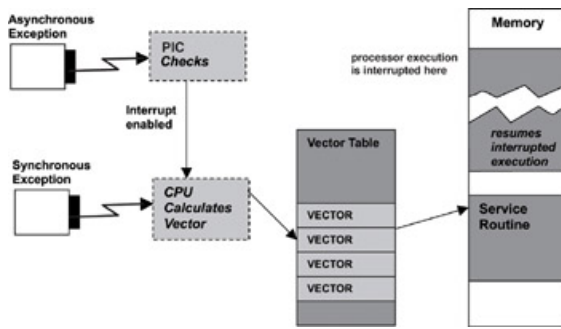 Asynchronous
Exception
PIC
Checks
Interrupt
enabled
Synchronous
Exception
CPU
Calculates
Vector
Vector Table
VECTOR
VECTOR
VECTOR
VECTOR
processor execution
is interrupted here
Memory
resumes
interrupted
execution
Service
Routine